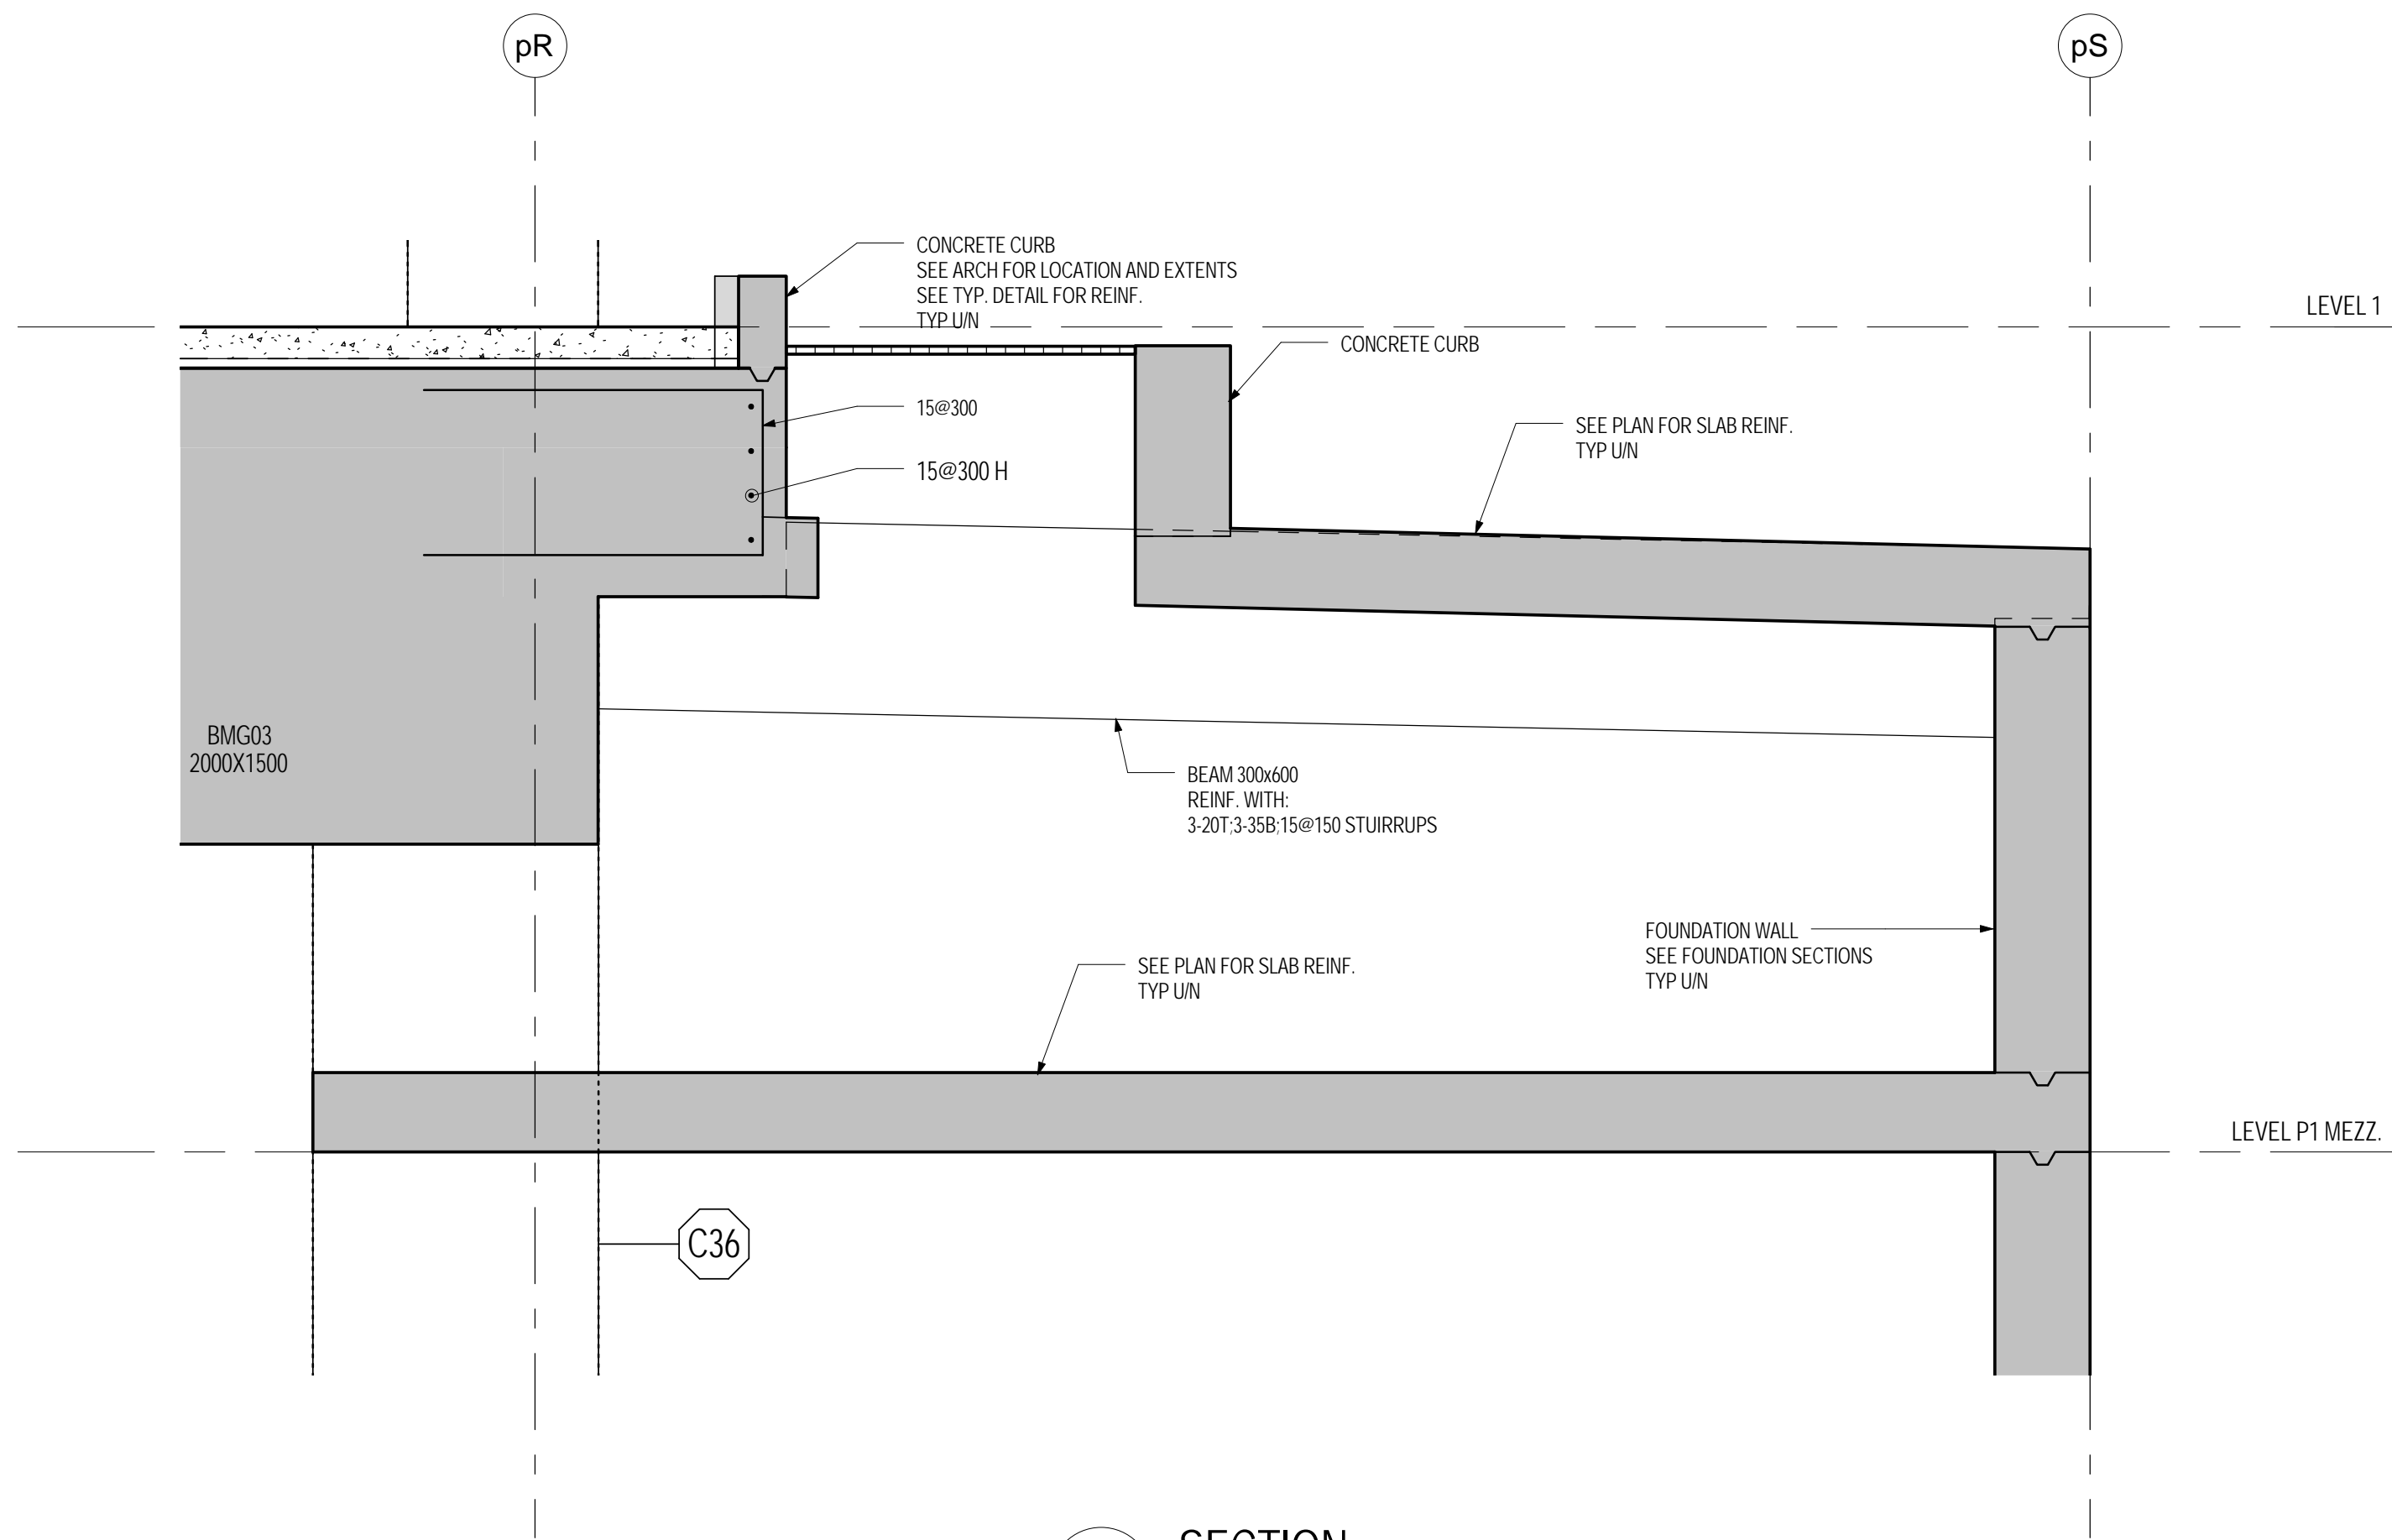 pR
pS
CONCRETE CURB
SEE ARCH FOR LOCATION AND EXTENTS
SEE TYP. DETAIL FOR REINF.
TYP U/N
LEVEL 1
CONCRETE CURB
15@300
SEE PLAN FOR SLAB REINF.
TYP U/N
15@300 H
BMG03
2000X1500
BEAM 300x600
REINF. WITH:
3-20T;3-35B;15@150 STUIRRUPS
FOUNDATION WALL
SEE FOUNDATION SECTIONS
TYP U/N
SEE PLAN FOR SLAB REINF.
TYP U/N
LEVEL P1 MEZZ.
C36
SECTION